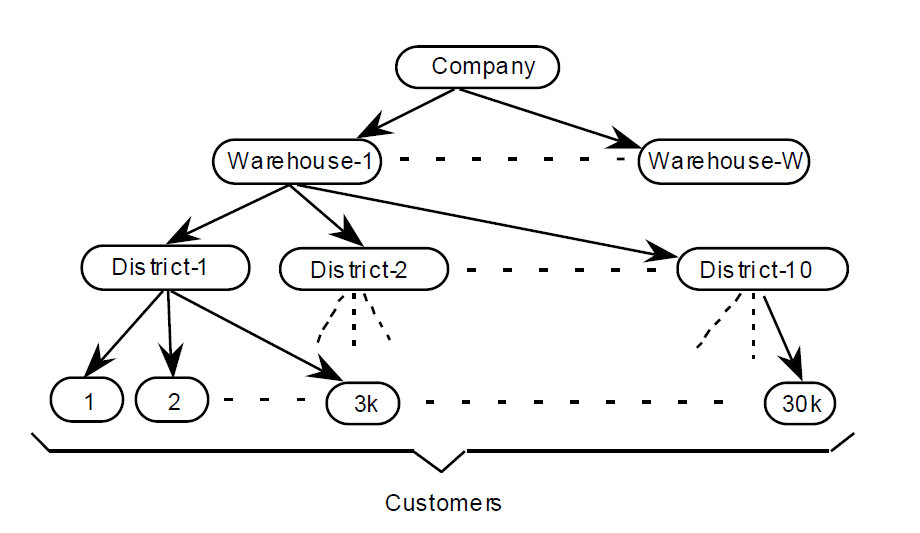 Company
Warehouse-1
Warehouse-W
District-1
District-2
District-10
1
2
3k
30k
Customers